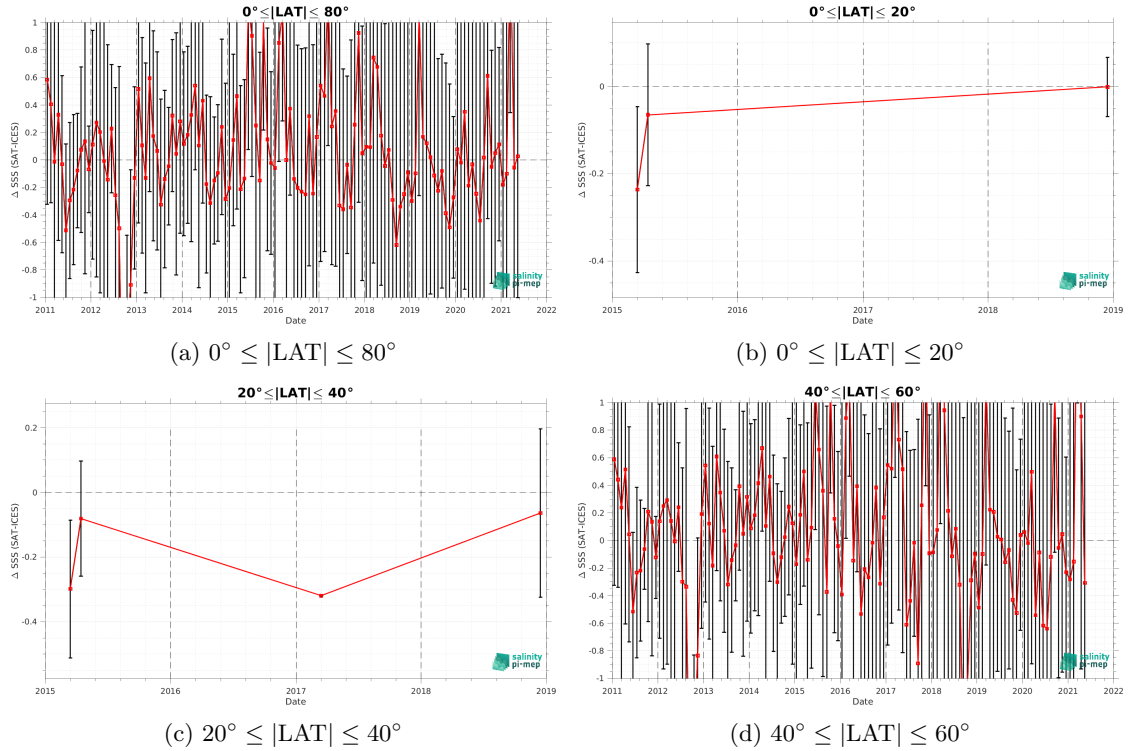 0°≤|LAT|≤ 80°
Δ SSS (SAT-ICES)
1
0.8
0.6
0.4
0.2
0
-0.2
-0.4
-0.6
-0.8
-1
2011 2012 2013 2014 2015 2016 2017 2018 2019 2020 2021 2022
Date
salinity
pi-mep
(a) 0° ≤ |LAT| ≤ 80°
0°≤|LAT|≤ 20°
Δ SSS (SAT-ICES)
0
-0.2
-0.4
2015 2016 2017 2018 2019
Date
salinity
pi-mep
(b) 0° ≤ |LAT| ≤ 20°
20°≤|LAT|≤ 40°
Δ SSS (SAT-ICES)
0.2
0
-0.2
-0.4
2015 2016 2017 2018 2019
Date
salinity
pi-mep
(c) 20° ≤ |LAT| ≤ 40°
40°≤|LAT|≤ 60°
Δ SSS (SAT-ICES)
1
0.8
0.6
0.4
0.2
0
-0.2
-0.4
-0.6
-0.8
-1
2011 2012 2013 2014 2015 2016 2017 2018 2019 2020 2021 2022
Date
salinity
pi-mep
(d) 40° ≤ |LAT| ≤ 60°